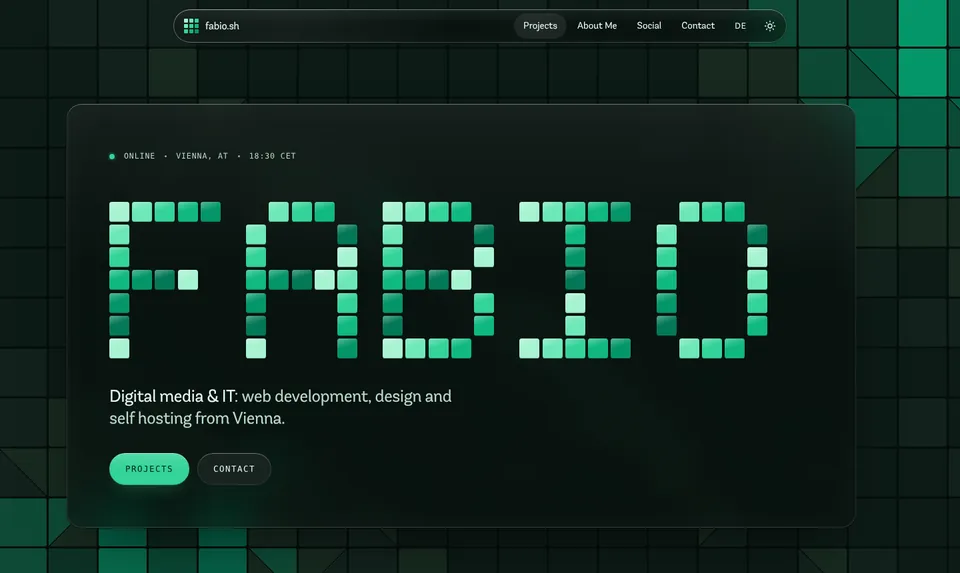 fabio.sh
Projects
About Me
Social
Contact
DE
ONLINE · VIENNA, AT · 18:30 CET
FABIO
Digital media & IT: web development, design and
self hosting from Vienna.
PROJECTS
CONTACT